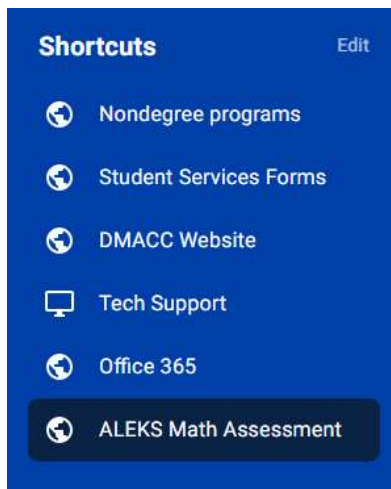 Shortcuts Edit
Nondegree programs
Student Services Forms
DMACC Website
Tech Support
Office 365
ALEKS Math Assessment